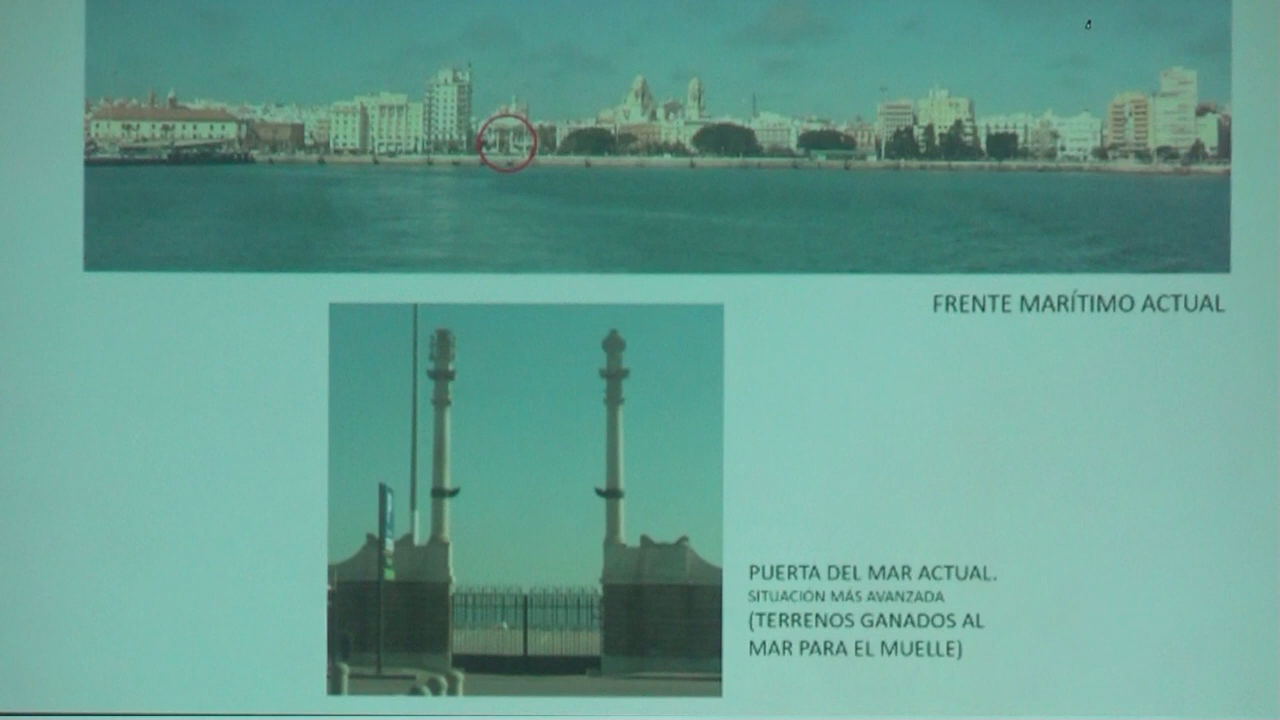 FRENTE MARÍTIMO ACTUAL
PUERTA DEL MAR ACTUAL.
SITUACIÓN MÁS AVANZADA
(TERRENOS GANADOS AL
MAR PARA EL MUELLE)